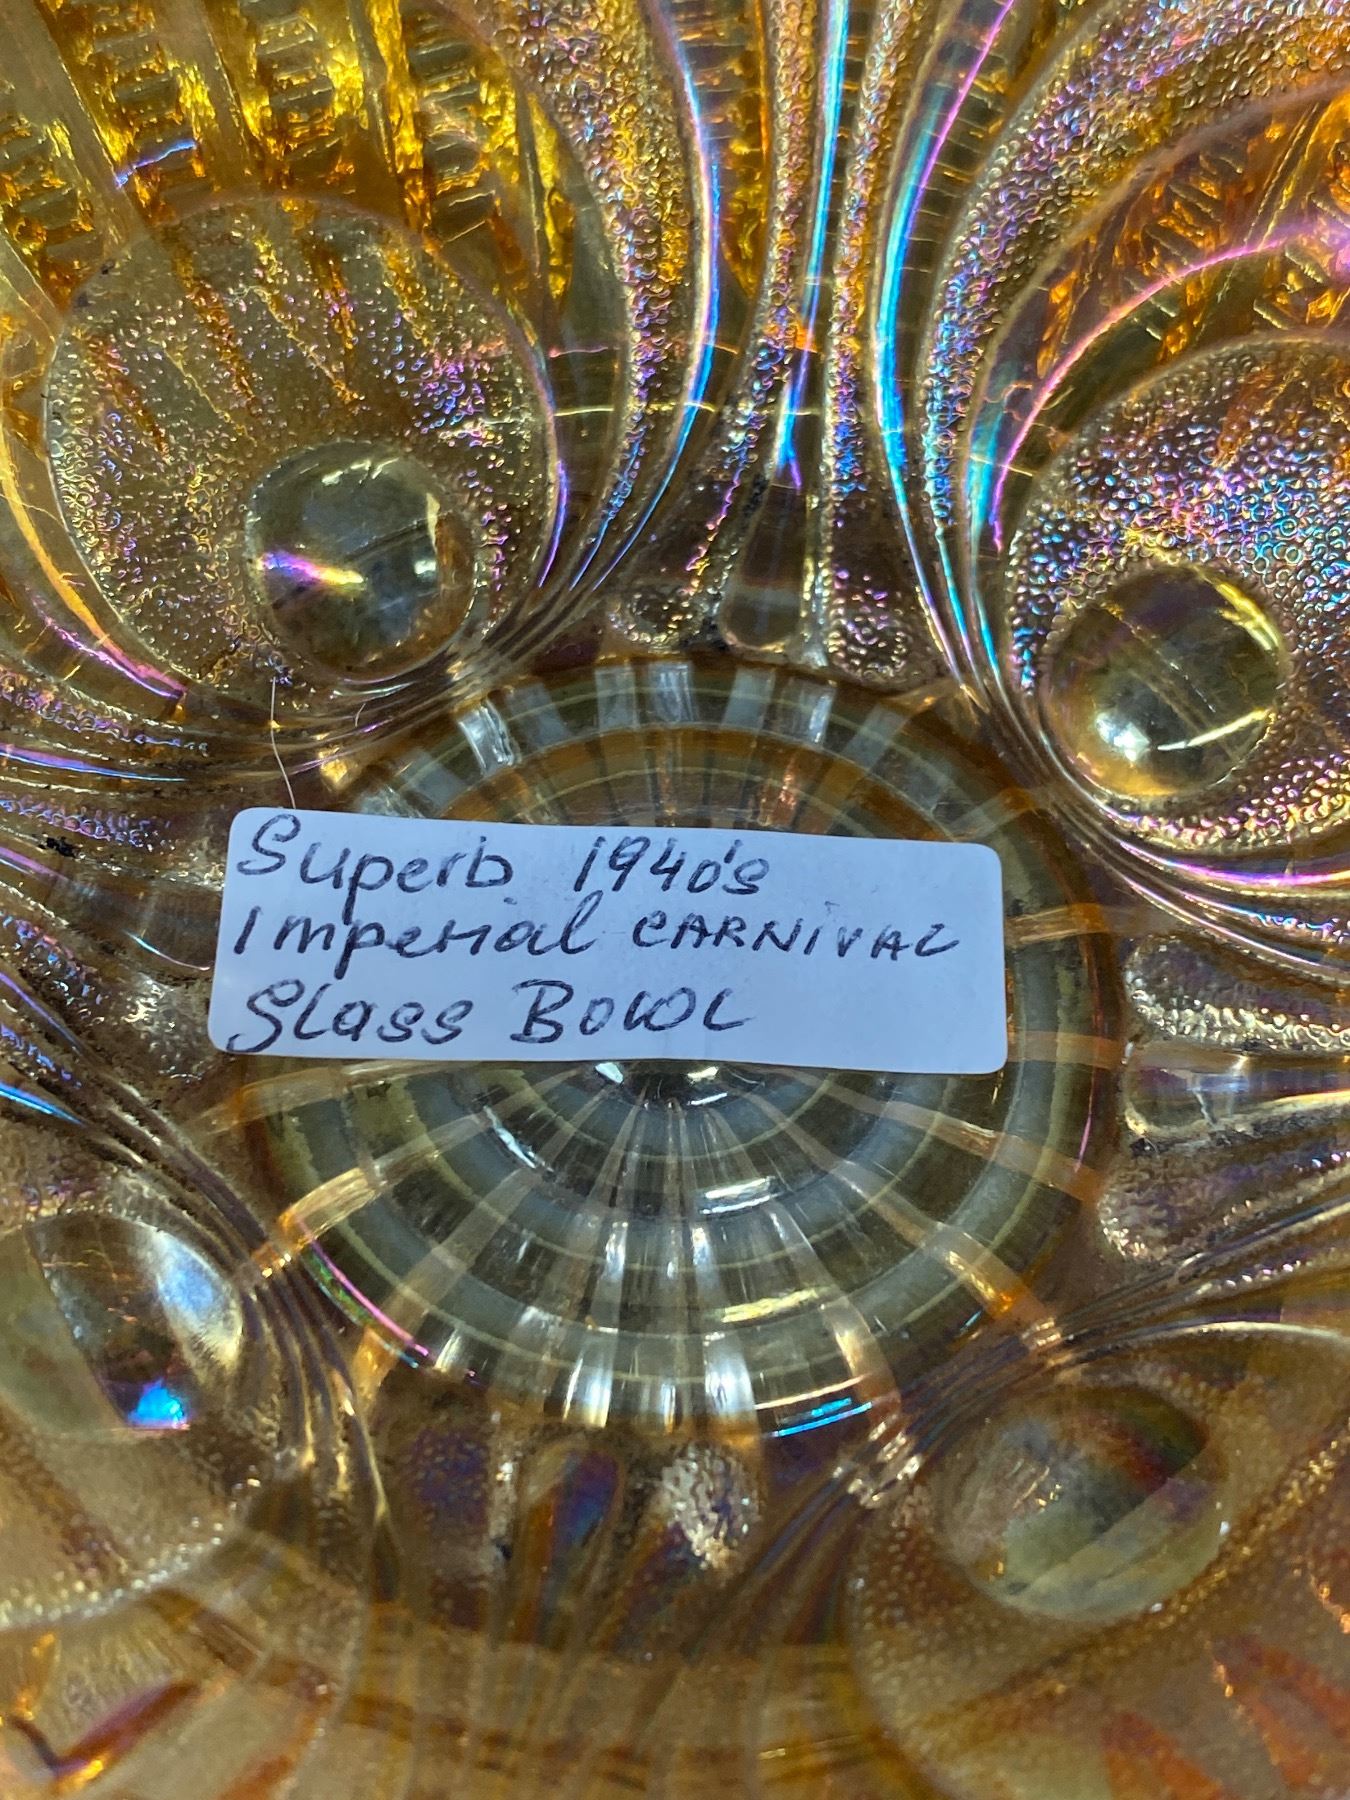 Superb 1940's
Imperial CARNiVAL
Glass BOWL